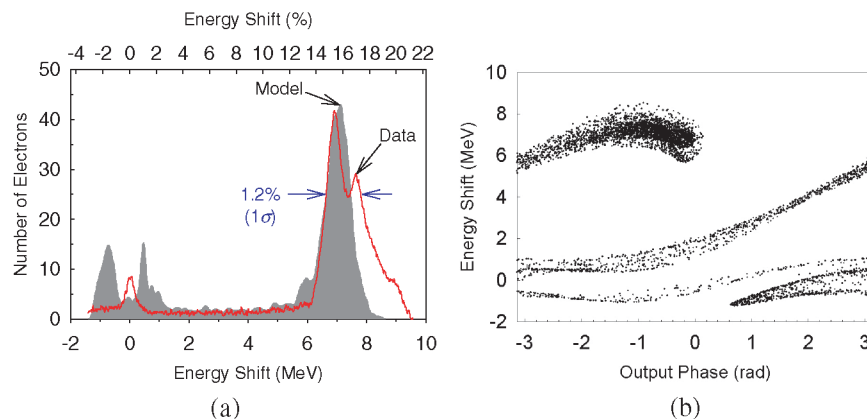 Energy Shift (%)
-4 -2 0 2 4 6 8 10 12 14 16 18 20 22
50
40
30
20
10
0
Number of Electrons
Model
Data
1.2%
(1σ)
-2 0 2 4 6 8 10
Energy Shift (MeV)
(a)
10
8
6
4
2
0
-2
Energy Shift (MeV)
-3 -2 -1 0 1 2 3
Output Phase (rad)
(b)